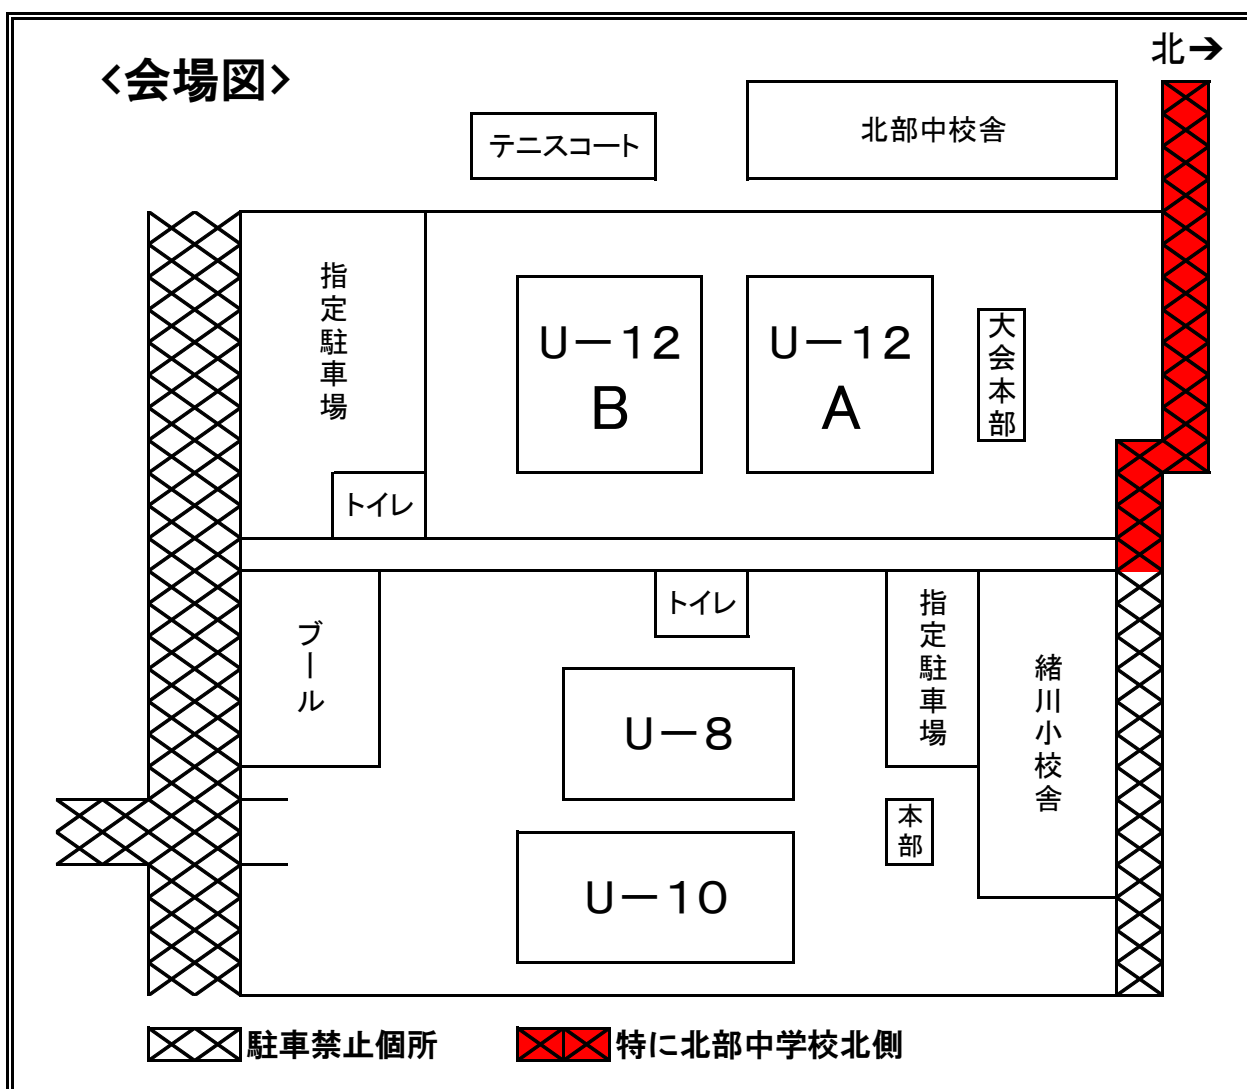 <会場図>
北→
テニスコート
北部中校舎
指定駐車場
U-12
B
U-12
A
大会本部
トイレ
プール
トイレ
指定駐車場
緒川小校舎
U-8
本部
U-10
駐車禁止個所
特に北部中学校北側